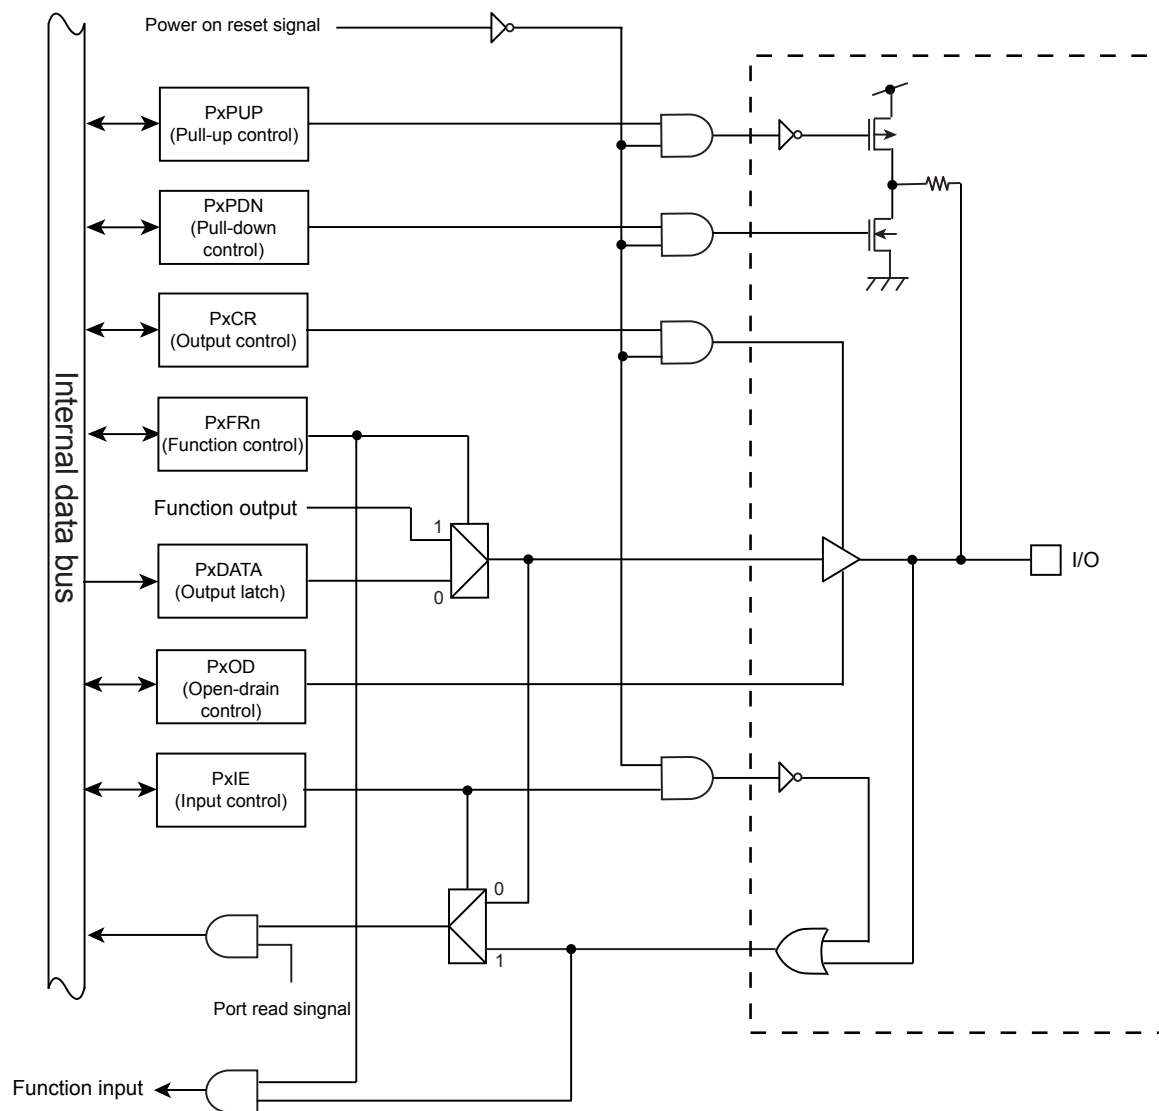 Power on reset signal
PxPUP
(Pull-up control)
PxPDN
(Pull-down
control)
PxCR
(Output control)
Internal data bus
PxFRn
(Function control)
Function output
1
0
PxDATA
(Output latch)
I/O
PxOD
(Open-drain
control)
PxIE
(Input control)
0
1
Port read singnal
Function input